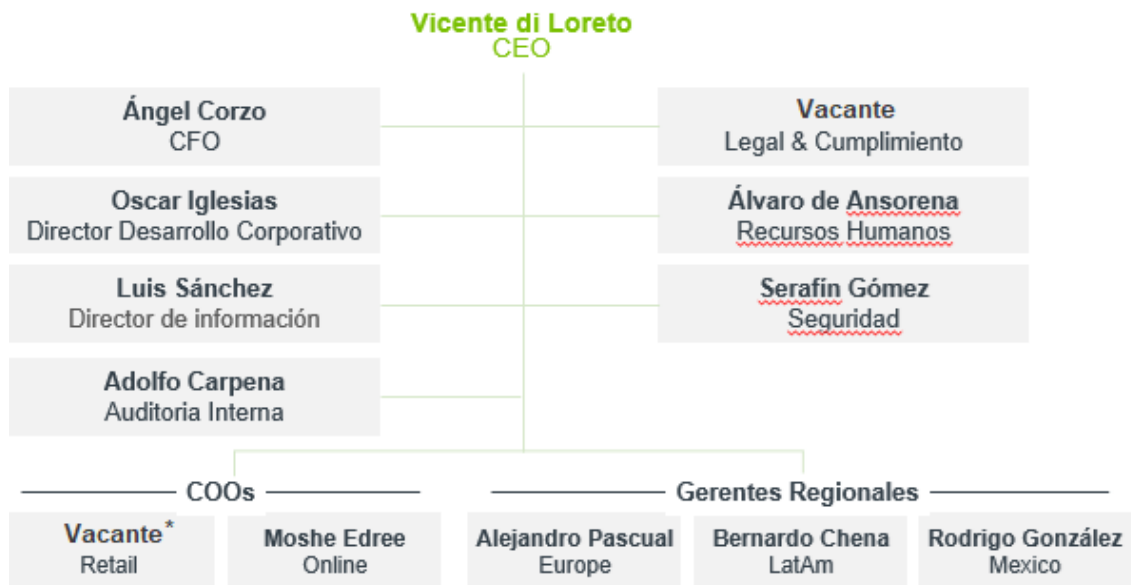 Vicente di Loreto
CEO
Ángel Corzo
CFO
Vacante
Legal & Cumplimiento
Oscar Iglesias
Director Desarrollo Corporativo
Álvaro de Ansorena
Recursos Humanos
Luis Sánchez
Director de información
Serafín Gómez
Seguridad
Adolfo Carpena
Auditoria Interna
COOs
Gerentes Regionales
Vacante*
Retail
Moshe Edree
Online
Alejandro Pascual
Europe
Bernardo Chena
LatAm
Rodrigo González
Mexico